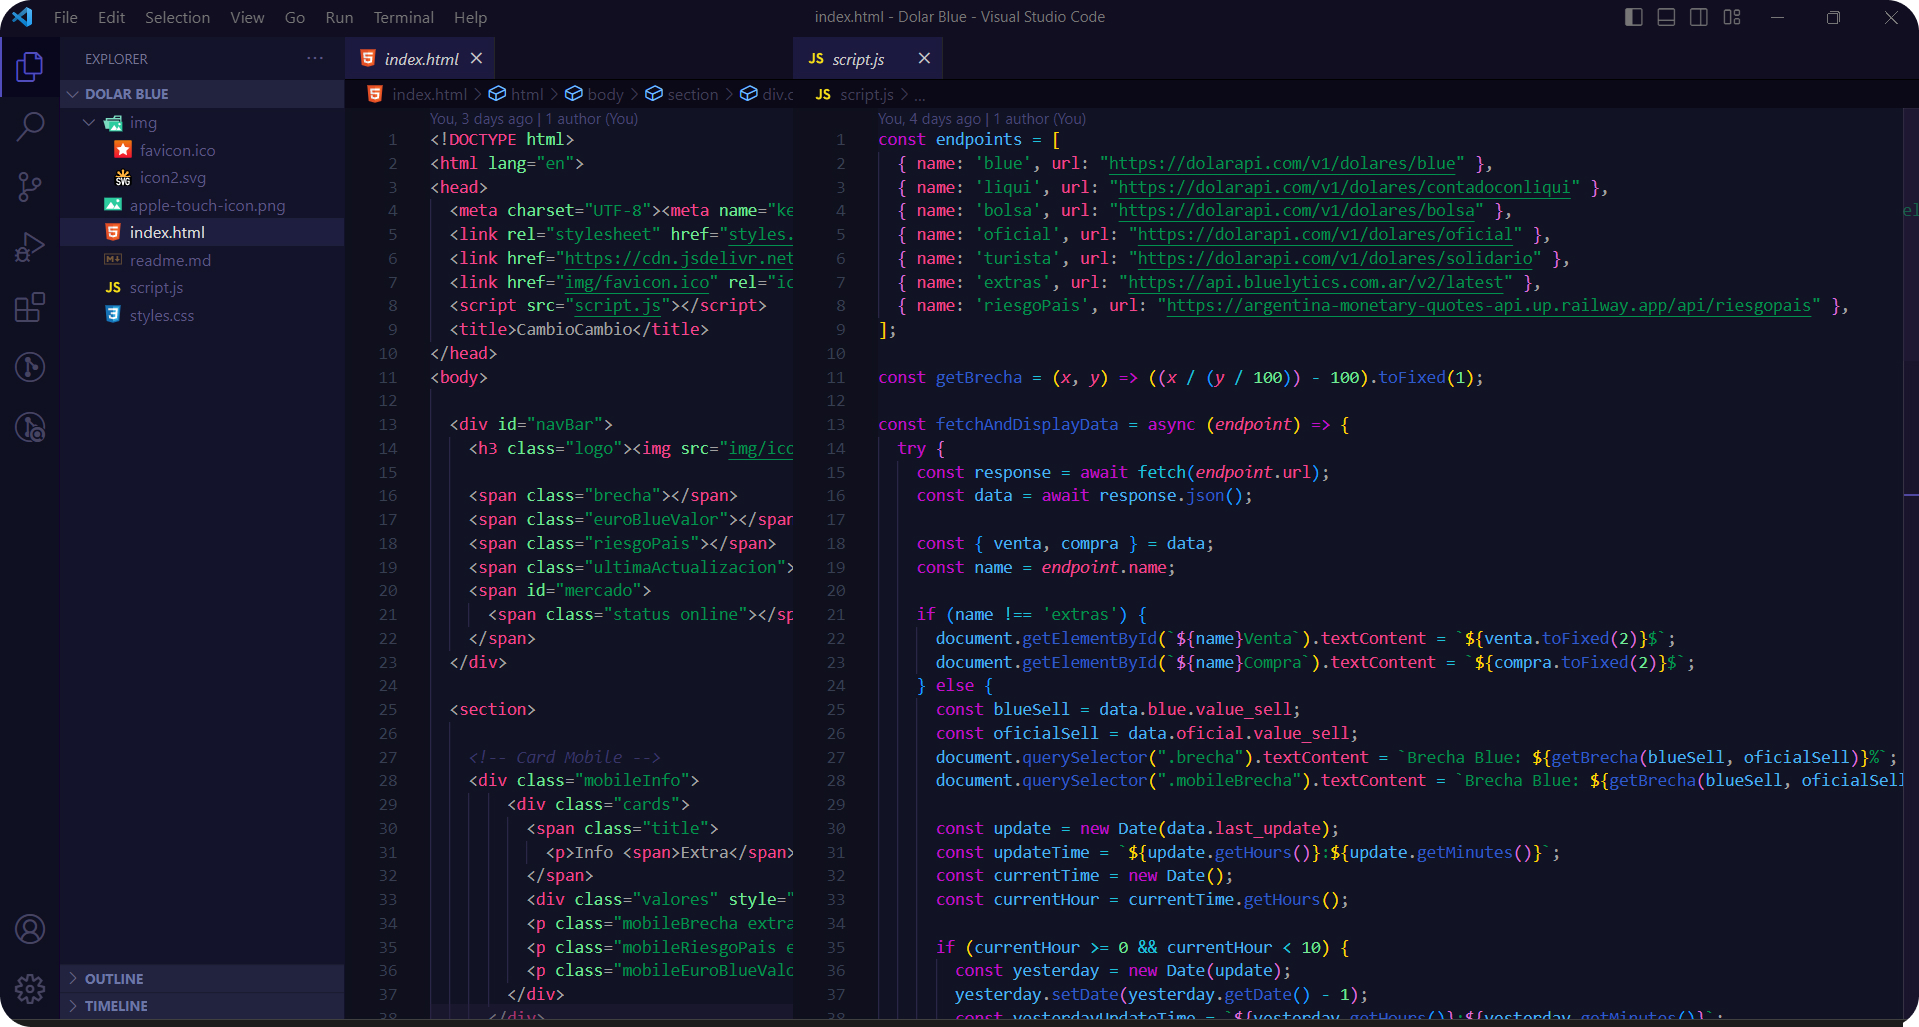 File Edit Selection View Go Run Terminal Help
index.html - Dolar Blue - Visual Studio Code
EXPLORER ···
DOLAR BLUE
img
favicon.ico
icon2.svg
apple-touch-icon.png
index.html
readme.md
script.js
styles.css
OUTLINE
TIMELINE
index.html
index.html > html > body > section > div.c
You, 3 days ago | 1 author (You)
1 <!DOCTYPE html>
2 <html lang="en">
3 <head>
4 <meta charset="UTF-8"><meta name="ke
5 <link rel="stylesheet" href="styles.
6 <link href="https://cdn.jsdelivr.net
7 <link href="img/favicon.ico" rel="ic
8 <script src="script.js"></script>
9 <title>CambioCambio</title>
10 </head>
11 <body>
12
13 <div id="navBar">
14 <h3 class="logo"><img src="img/ico
15
16 <span class="brecha"></span>
17 <span class="euroBlueValor"></span
18 <span class="riesgoPais"></span>
19 <span class="ultimaActualizacion">
20 <span id="mercado">
21 <span class="status online"></sp
22 </span>
23 </div>
24
25 <section>
26
27 <!-- Card Mobile -->
28 <div class="mobileInfo">
29 <div class="cards">
30 <span class="title">
31 <p>Info <span>Extra</span>
32 </span>
33 <div class="valores" style="
34 <p class="mobileBrecha extra
35 <p class="mobileRiesgoPais e
36 <p class="mobileEuroBlueValo
37 </div>
38 </div>
JS script.js
JS script.js > ...
You, 4 days ago | 1 author (You)
1 const endpoints = [
2 { name: 'blue', url: "https://dolarapi.com/v1/dolares/blue" },
3 { name: 'liqui', url: "https://dolarapi.com/v1/dolares/contadoconliqui" },
4 { name: 'bolsa', url: "https://dolarapi.com/v1/dolares/bolsa" },
5 { name: 'oficial', url: "https://dolarapi.com/v1/dolares/oficial" },
6 { name: 'turista', url: "https://dolarapi.com/v1/dolares/solidario" },
7 { name: 'extras', url: "https://api.bluelytics.com.ar/v2/latest" },
8 { name: 'riesgoPais', url: "https://argentina-monetary-quotes-api.up.railway.app/api/riesgopais" },
9 ];
10
11 const getBrecha = (x, y) => ((x / (y / 100)) - 100).toFixed(1);
12
13 const fetchAndDisplayData = async (endpoint) => {
14 try {
15 const response = await fetch(endpoint.url);
16 const data = await response.json();
17
18 const { venta, compra } = data;
19 const name = endpoint.name;
20
21 if (name !== 'extras') {
22 document.getElementById(`${name}Venta`).textContent = `${venta.toFixed(2)}$`;
23 document.getElementById(`${name}Compra`).textContent = `${compra.toFixed(2)}$`;
24 } else {
25 const blueSell = data.blue.value_sell;
26 const oficialSell = data.oficial.value_sell;
27 document.querySelector(".brecha").textContent = `Brecha Blue: ${getBrecha(blueSell, oficialSell)}%`;
28 document.querySelector(".mobileBrecha").textContent = `Brecha Blue: ${getBrecha(blueSell, oficialSell
29
30 const update = new Date(data.last_update);
31 const updateTime = `${update.getHours()}:${update.getMinutes()}`;
32 const currentTime = new Date();
33 const currentHour = currentTime.getHours();
34
35 if (currentHour >= 0 && currentHour < 10) {
36 const yesterday = new Date(update);
37 yesterday.setDate(yesterday.getDate() - 1);
38 const yesterdayUpdateTime = `${yesterday.getHours()}:${yesterday.getMinutes()}`;